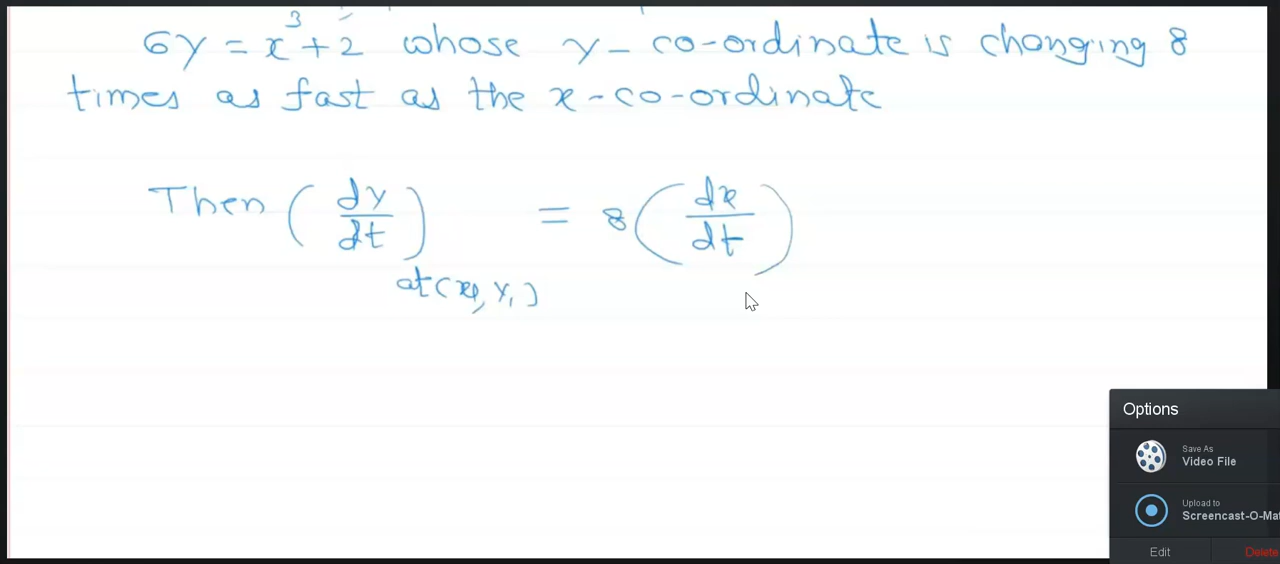 6y = x³ + 2 whose y - co-ordinate is changing 8
times as fast as the x - co-ordinate
Then (dy/dt) at (x₁, y₁) = 8 (dx/dt)
Options
Save As
Video File
Upload to
Screencast-O-Mat
Edit Delete